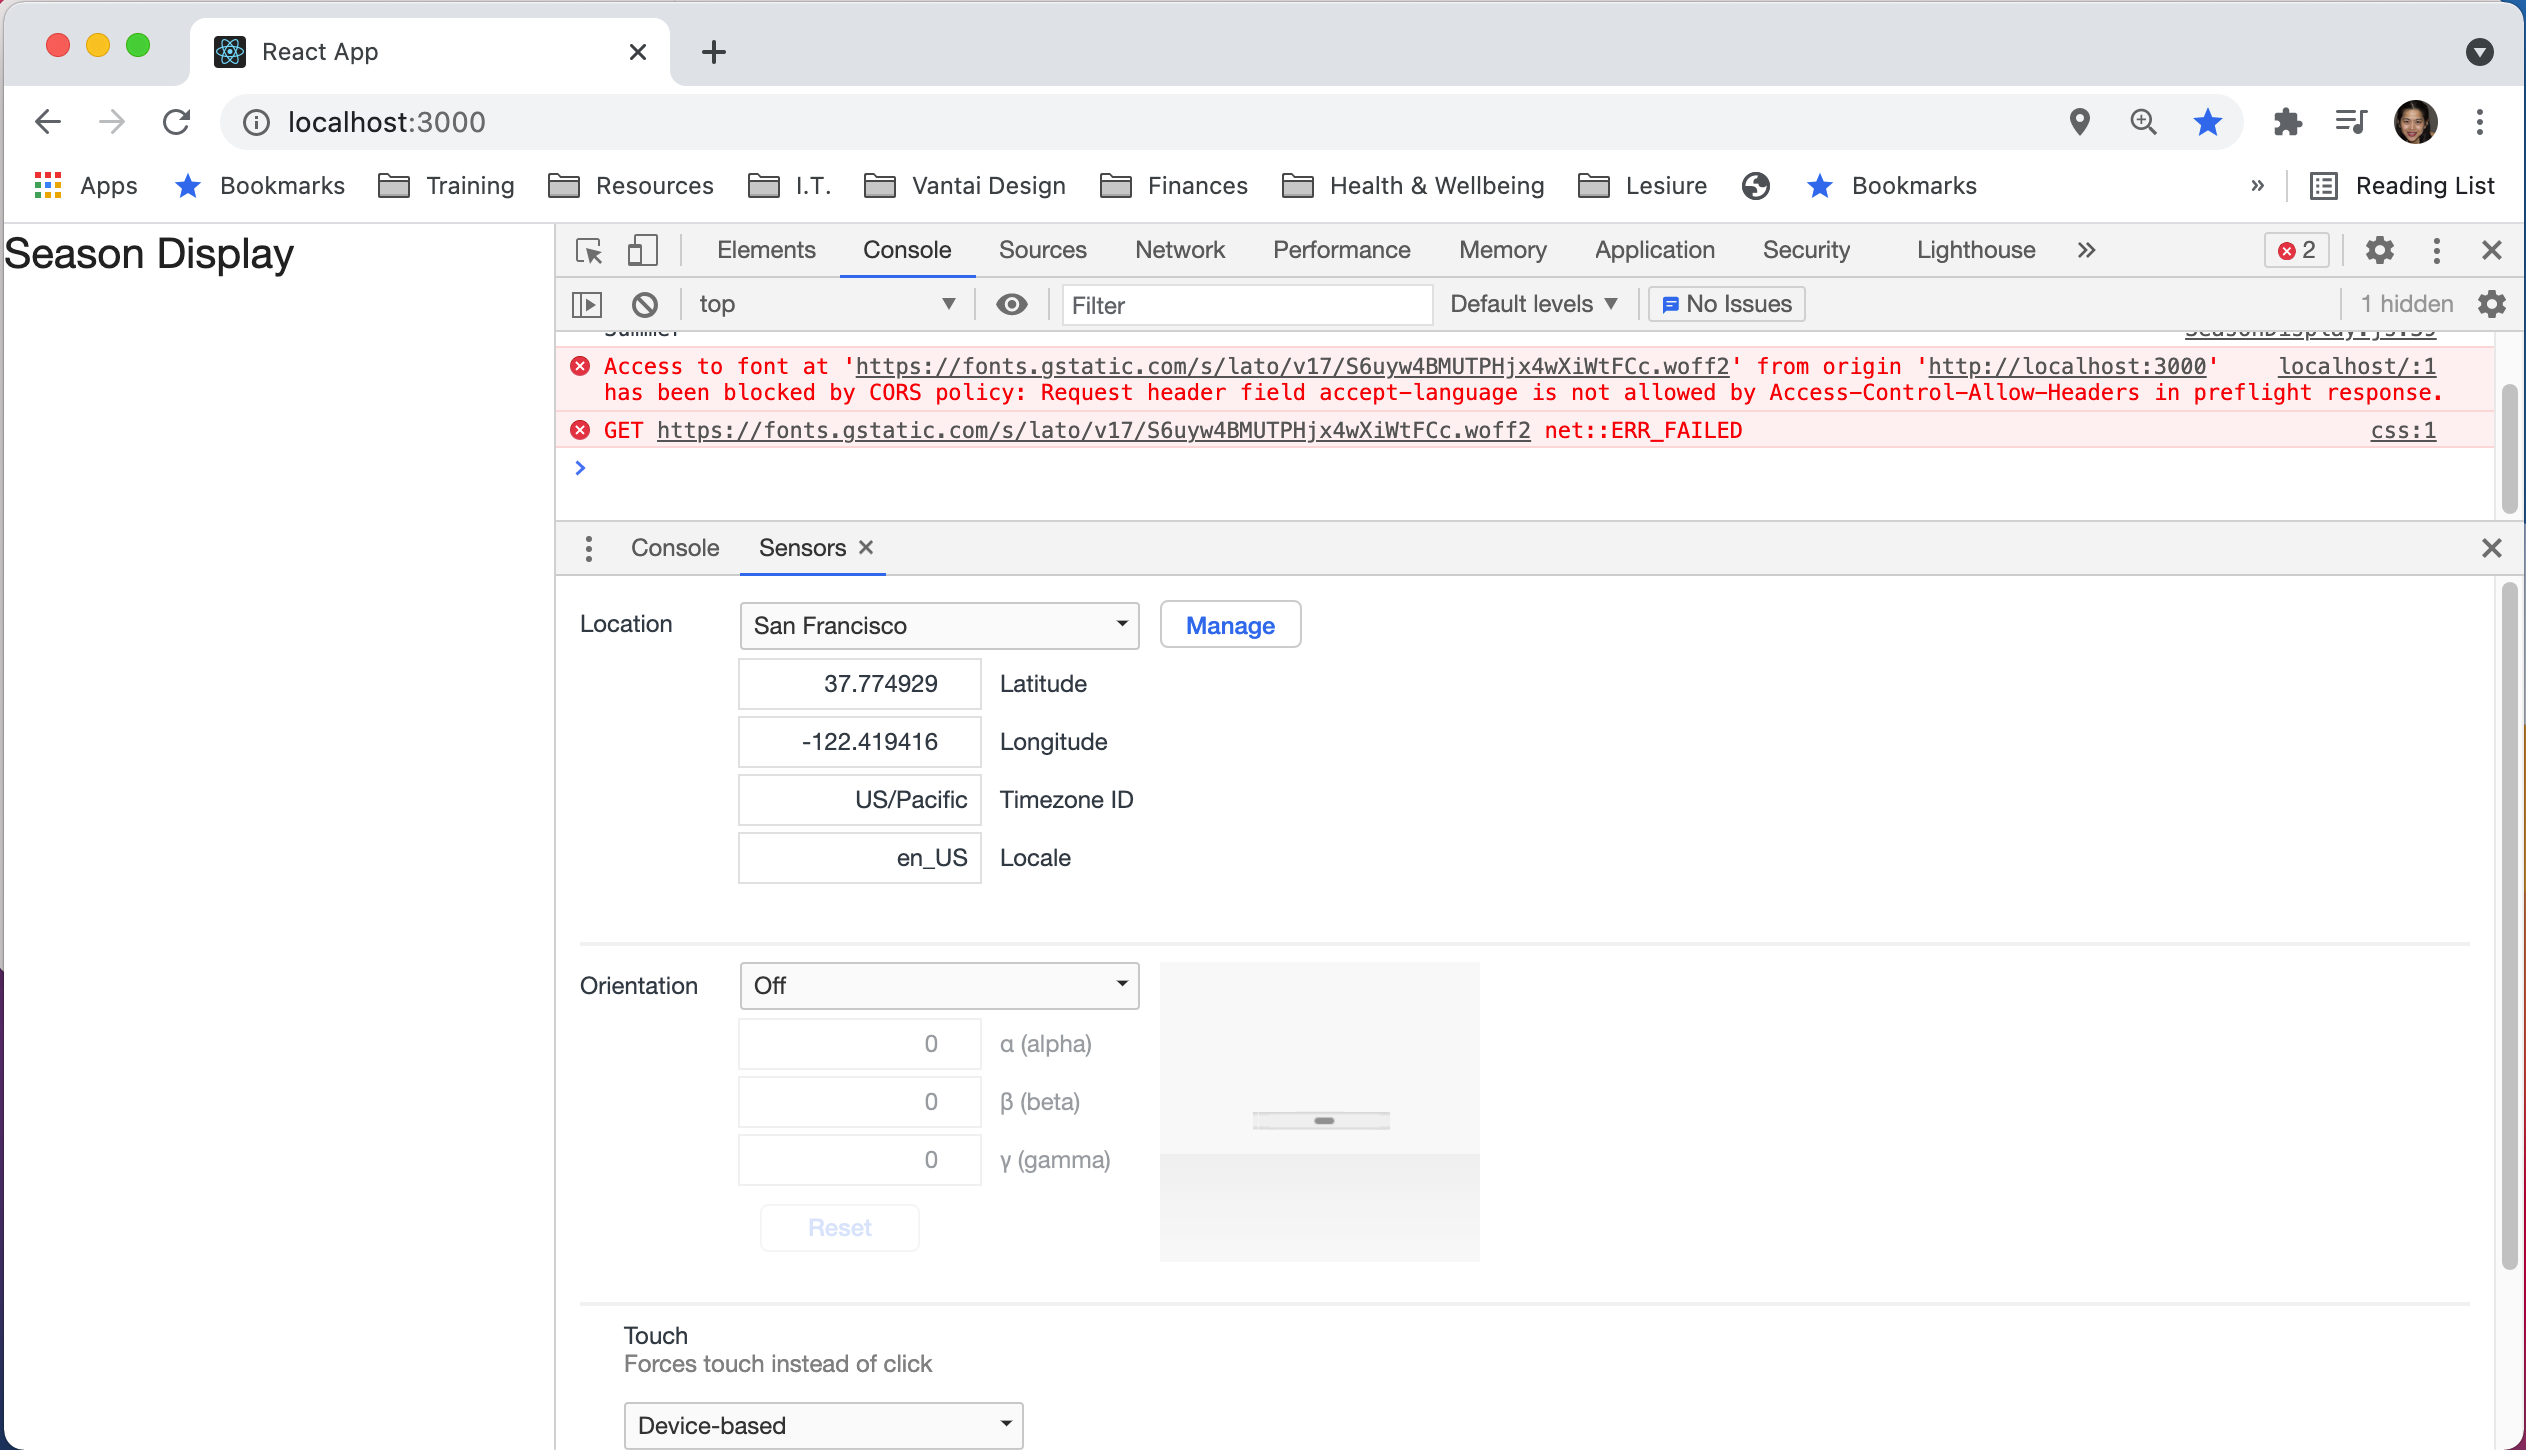 React App
localhost:3000
Apps Bookmarks Training Resources I.T. Vantai Design Finances Health & Wellbeing Lesiure Bookmarks » Reading List
Season Display
Elements Console Sources Network Performance Memory Application Security Lighthouse » 2
top Filter Default levels No Issues 1 hidden
Summer SeasonDisplay.js:39
Access to font at 'https://fonts.gstatic.com/s/lato/v17/S6uyw4BMUTPHjx4wXiWtFCc.woff2' from origin 'http://localhost:3000' localhost/:1
has been blocked by CORS policy: Request header field accept-language is not allowed by Access-Control-Allow-Headers in preflight response.
GET https://fonts.gstatic.com/s/lato/v17/S6uyw4BMUTPHjx4wXiWtFCc.woff2 net::ERR_FAILED css:1
Console Sensors
Location San Francisco Manage
37.774929 Latitude
-122.419416 Longitude
US/Pacific Timezone ID
en_US Locale
Orientation Off
0 α (alpha)
0 β (beta)
0 γ (gamma)
Reset
Touch
Forces touch instead of click
Device-based